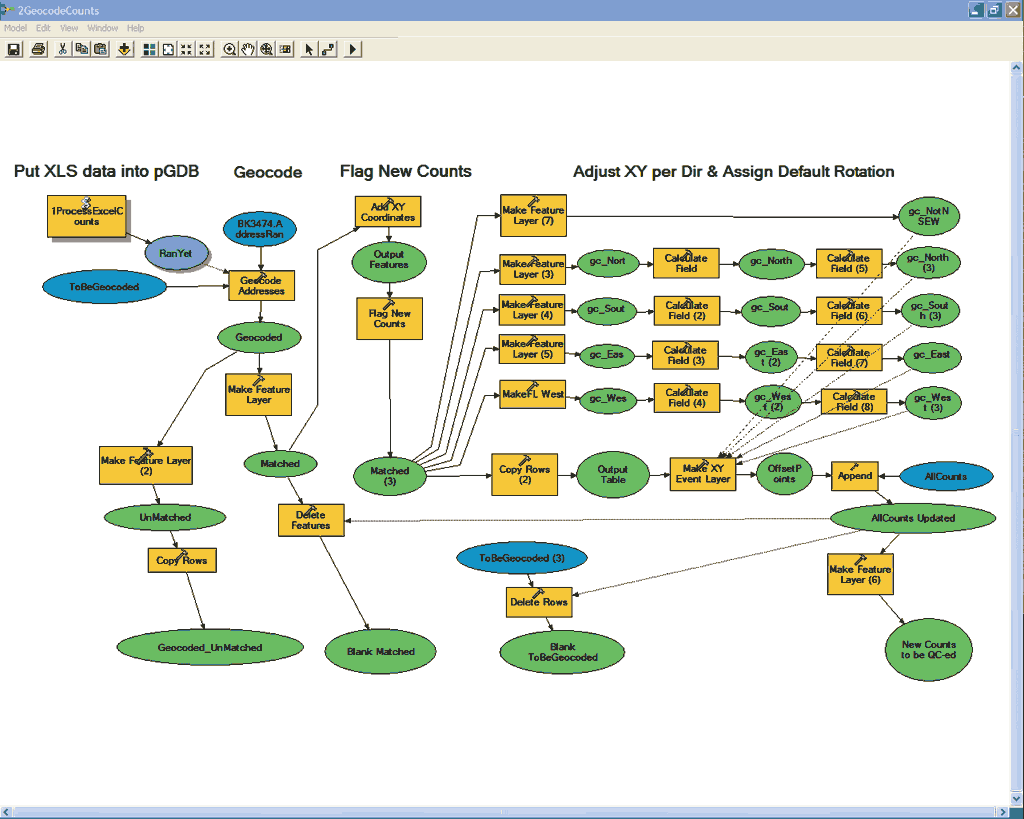 2GeocodeCounts
Model Edit View Window Help
Put XLS data into pGDB
Geocode
Flag New Counts
Adjust XY per Dir & Assign Default Rotation
1ProcessExcelC
ounts
RanYet
ToBeGeocoded
BK3474.A
ddressRan
Geocode
Addresses
Geocoded
Make Feature
Layer
Make Feature Layer
(2)
Matched
UnMatched
Copy Rows
Geocoded_UnMatched
Delete
Features
Blank Matched
Add XY
Coordinates
Output
Features
Flag New
Counts
Matched
(3)
Make Feature
Layer (7)
gc_NotN
SEW
Make Feature
Layer (3)
gc_Nort
Calculate
Field
gc_North
Calculate
Field (5)
gc_North
(3)
Make Feature
Layer (4)
gc_Sout
Calculate
Field (2)
gc_Sout
Calculate
Field (6)
gc_Sout
h (3)
Make Feature
Layer (5)
gc_Eas
Calculate
Field (3)
gc_Eas
t (2)
Calculate
Field (7)
gc_East
MakeFL West
gc_Wes
Calculate
Field (4)
gc_Wes
t (2)
Calculate
Field (8)
gc_Wes
t (3)
Copy Rows
(2)
Output
Table
Make XY
Event Layer
OffsetP
oints
Append
AllCounts
AllCounts Updated
ToBeGeocoded (3)
Delete Rows
Blank
ToBeGeocoded
Make Feature
Layer (6)
New Counts
to be QC-ed